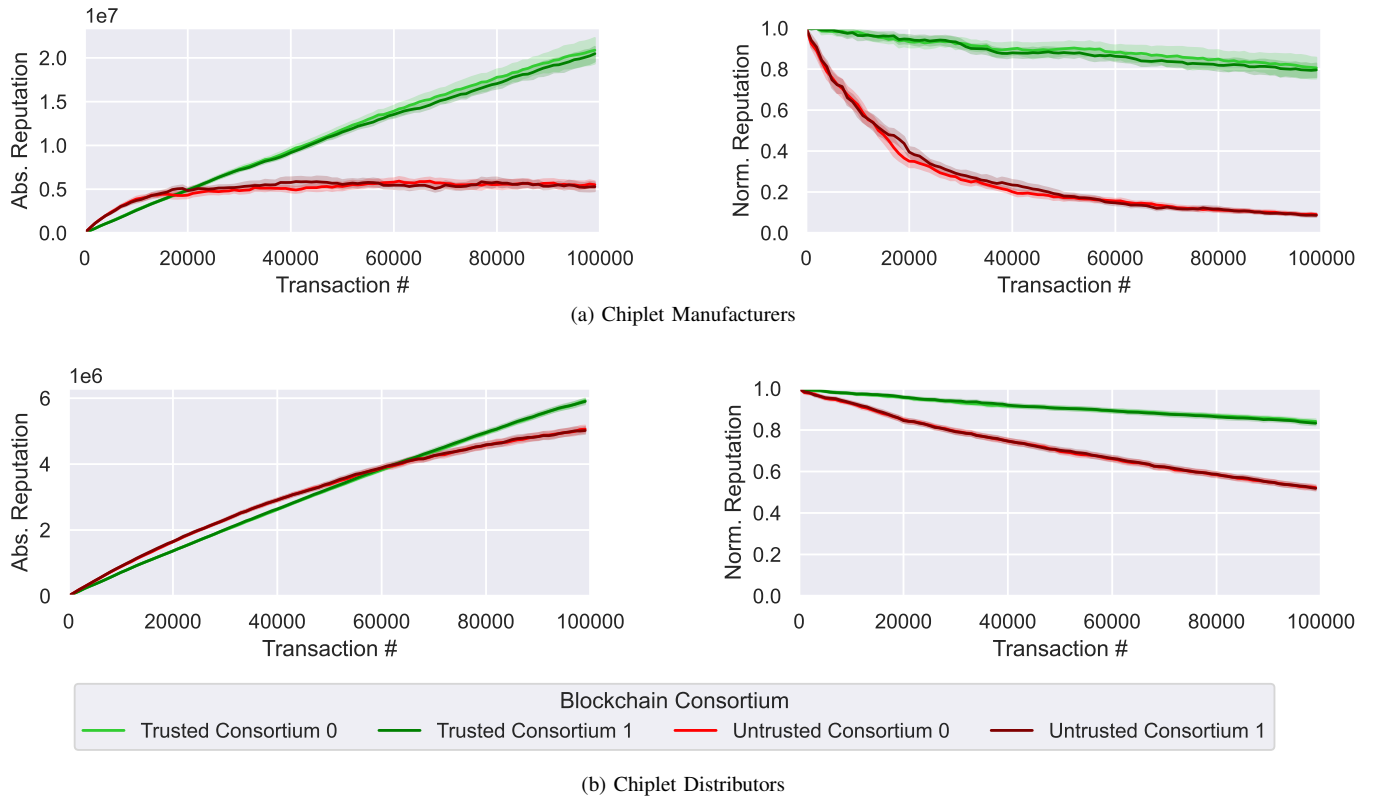 1e7
Abs. Reputation
2.0
1.5
1.0
0.5
0.0
0 20000 40000 60000 80000 100000
Transaction #
Norm. Reputation
1.0
0.8
0.6
0.4
0.2
0.0
0 20000 40000 60000 80000 100000
Transaction #
(a) Chiplet Manufacturers
1e6
Abs. Reputation
6
4
2
0
0 20000 40000 60000 80000 100000
Transaction #
Norm. Reputation
1.0
0.8
0.6
0.4
0.2
0.0
0 20000 40000 60000 80000 100000
Transaction #
Blockchain Consortium
Trusted Consortium 0 Trusted Consortium 1 Untrusted Consortium 0 Untrusted Consortium 1
(b) Chiplet Distributors